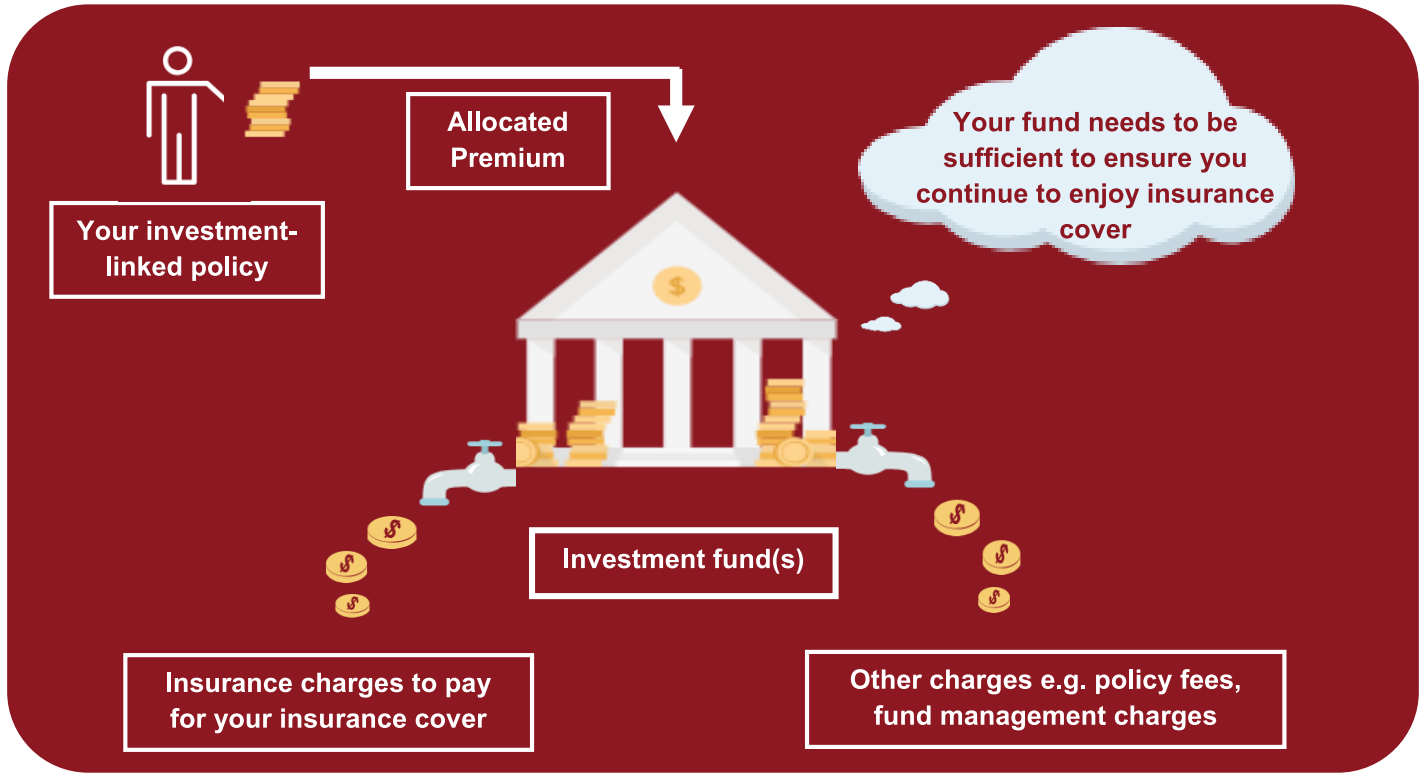 Allocated
Premium
Your fund needs to be
sufficient to ensure you
continue to enjoy insurance
cover
Your investment-
linked policy
$
Investment fund(s)
$
$
$
$
$
$
Insurance charges to pay
for your insurance cover
Other charges e.g. policy fees,
fund management charges